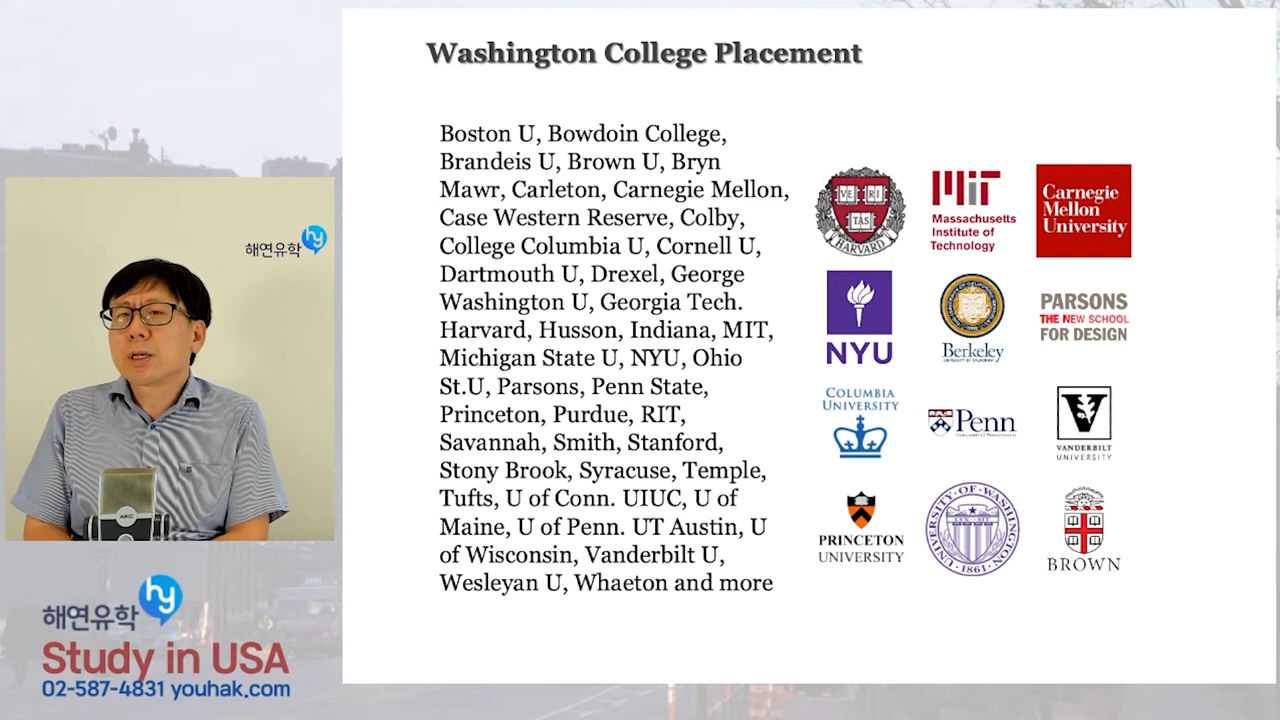 Washington College Placement
Boston U, Bowdoin College,
Brandeis U, Brown U, Bryn
Mawr, Carleton, Carnegie Mellon,
Case Western Reserve, Colby,
College Columbia U, Cornell U,
Dartmouth U, Drexel, George
Washington U, Georgia Tech.
Harvard, Husson, Indiana, MIT,
Michigan State U, NYU, Ohio
St.U, Parsons, Penn State,
Princeton, Purdue, RIT,
Savannah, Smith, Stanford,
Stony Brook, Syracuse, Temple,
Tufts, U of Conn. UIUC, U of
Maine, U of Penn. UT Austin, U
of Wisconsin, Vanderbilt U,
Wesleyan U, Whaeton and more
VE RI
TAS
HARVARD
MIT
Massachusetts
Institute of
Technology
Carnegie
Mellon
University
NYU
Berkeley
PARSONS
THE NEW SCHOOL
FOR DESIGN
COLUMBIA
UNIVERSITY
Penn
V
VANDERBILT
UNIVERSITY
PRINCETON
UNIVERSITY
UNIVERSITY OF WASHINGTON
1861
BROWN
해연유학 hy
AKG
해연유학 hy
Study in USA
02-587-4831 youhak.com